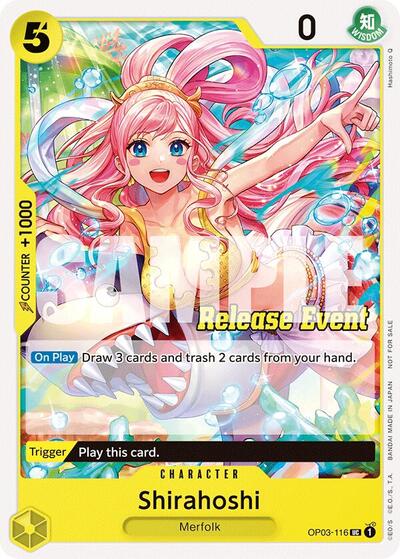 5
0
知
WISDOM
Hashimoto Q
COUNTER +1000
SAMPLE
Release Event
On Play Draw 3 cards and trash 2 cards from your hand.
Trigger Play this card.
CHARACTER
Shirahoshi
Merfolk
OP03-116 UC 1
©E.O/S ©E.O./S., T.A. BANDAI MADE IN JAPAN NOT FOR SALE